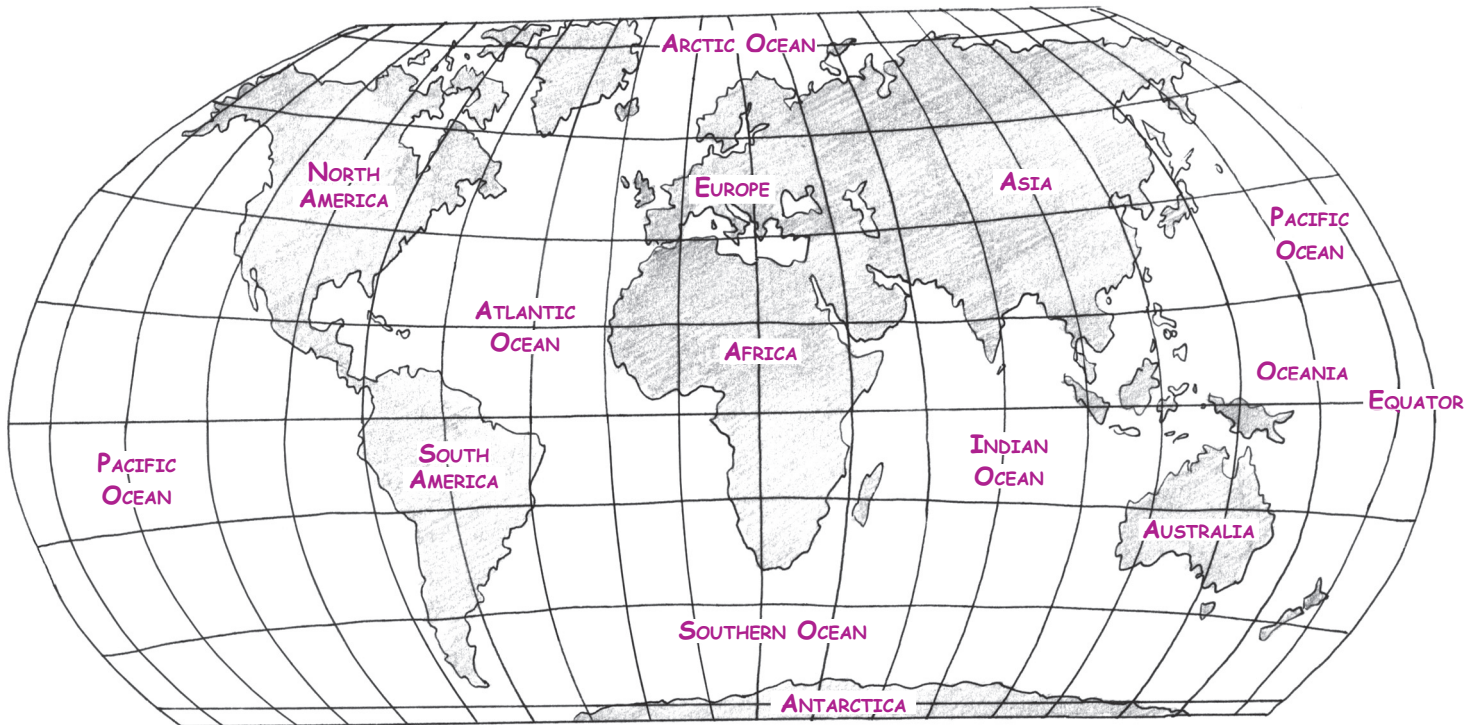 Arctic Ocean
North
America
Europe
Asia
Pacific
Ocean
Atlantic
Ocean
Africa
Oceania
Equator
Pacific
Ocean
South
America
Indian
Ocean
Australia
Southern Ocean
Antarctica